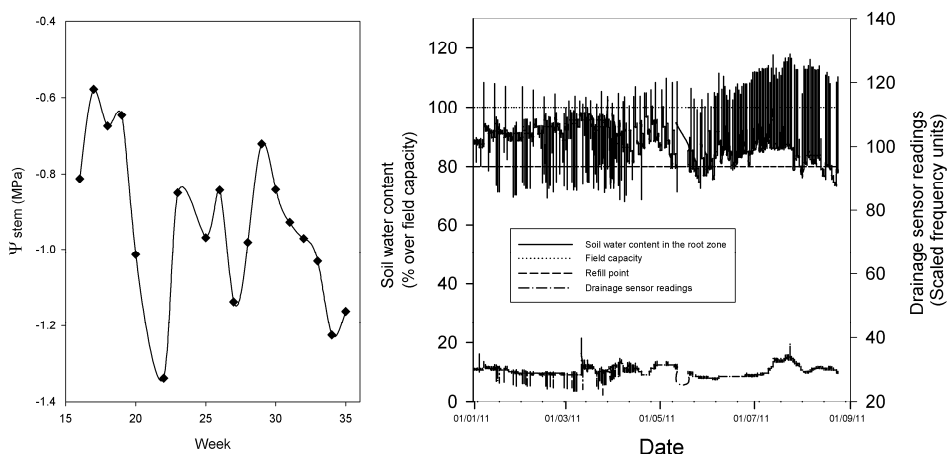 -0.4
-0.6
-0.8
-1.0
-1.2
-1.4
Ψ stem (MPa)
16 20 25 30 35
Week
120
100
80
60
40
20
0
Soil water content
(% over field capacity)
140
120
100
80
60
40
20
Drainage sensor readings
(Scaled frequency units)
Soil water content in the root zone
Field capacity
Refill point
Drainage sensor readings
01/01/11 01/03/11 01/05/11 01/07/11 01/09/11
Date